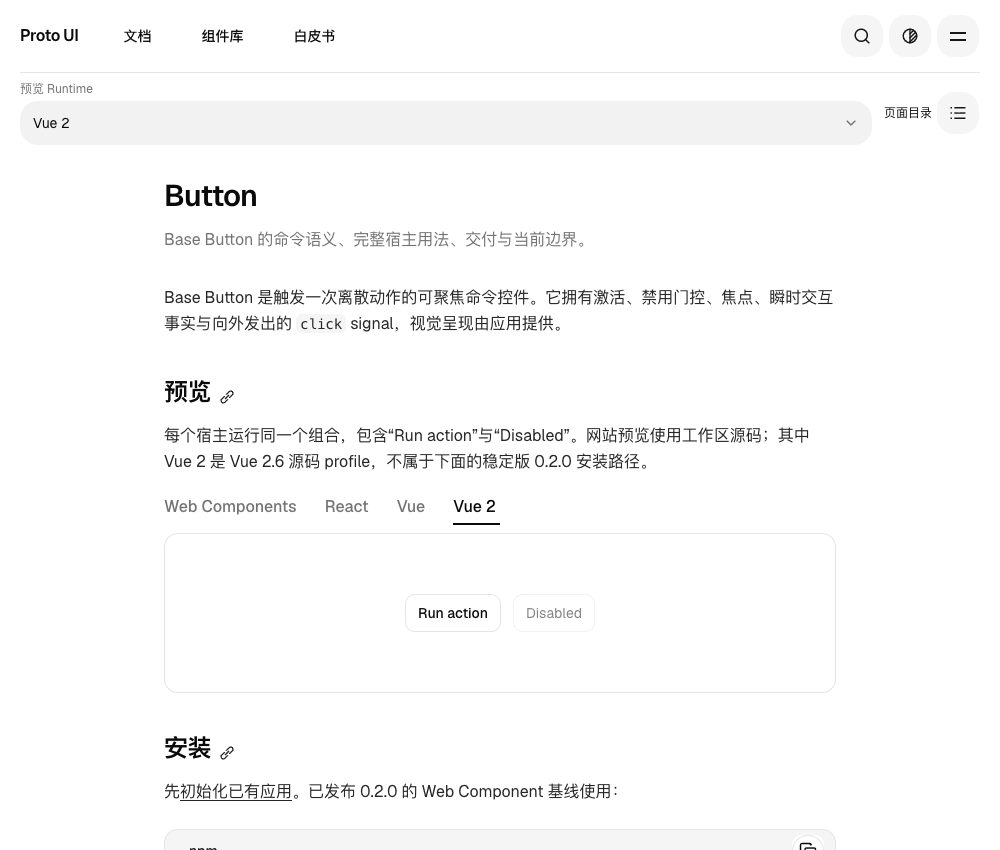 Proto UI
文档
组件库
白皮书
预览 Runtime
Vue 2
页面目录
Button
Base Button 的命令语义、完整宿主用法、交付与当前边界。
Base Button 是触发一次离散动作的可聚焦命令控件。它拥有激活、禁用门控、焦点、瞬时交互
事实与向外发出的 click signal，视觉呈现由应用提供。
预览
每个宿主运行同一个组合，包含“Run action”与“Disabled”。网站预览使用工作区源码；其中
Vue 2 是 Vue 2.6 源码 profile，不属于下面的稳定版 0.2.0 安装路径。
Web Components
React
Vue
Vue 2
Run action
Disabled
安装
先初始化已有应用。已发布 0.2.0 的 Web Component 基线使用：